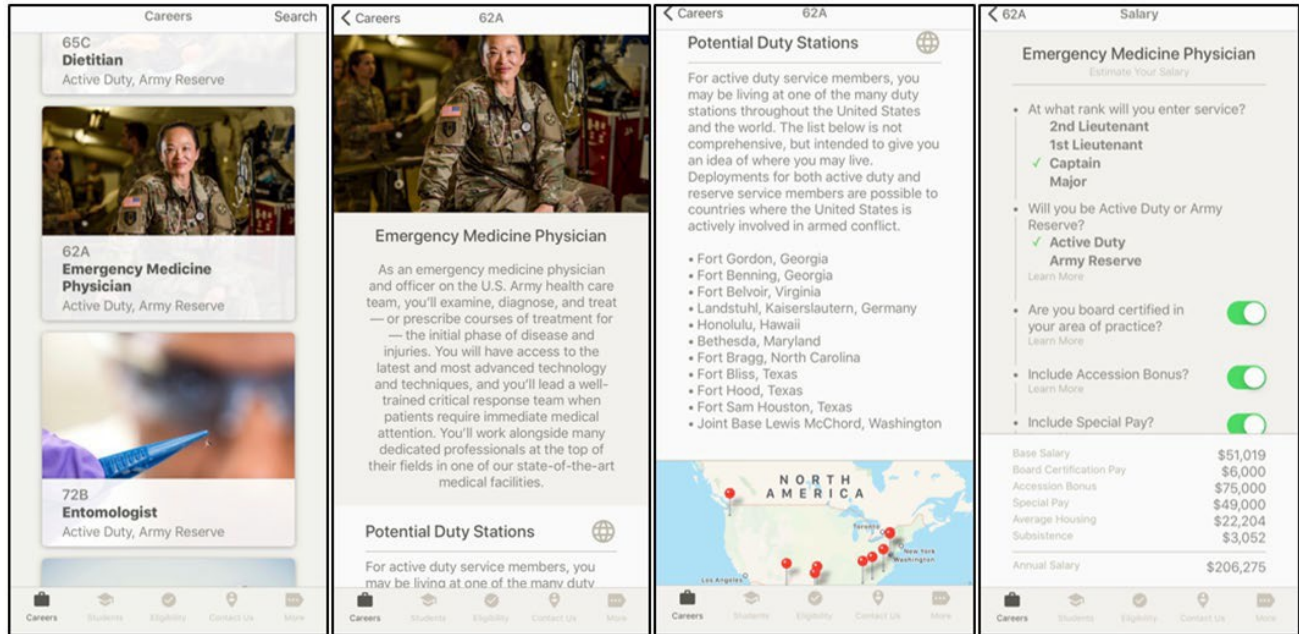 Careers
Search
65C
Dietitian
Active Duty, Army Reserve
62A
Emergency Medicine
Physician
Active Duty, Army Reserve
72B
Entomologist
Active Duty, Army Reserve
Careers
Students
Eligibility
Contact Us
More
Careers
62A
Emergency Medicine Physician
As an emergency medicine physician
and officer on the U.S. Army health care
team, you'll examine, diagnose, and treat
— or prescribe courses of treatment for
— the initial phase of disease and
injuries. You will have access to the
latest and most advanced technology
and techniques, and you'll lead a well-
trained critical response team when
patients require immediate medical
attention. You'll work alongside many
dedicated professionals at the top of
their fields in one of our state-of-the-art
medical facilities.
Potential Duty Stations
For active duty service members, you
may be living at one of the many duty
Careers
Students
Eligibility
Contact Us
More
Careers
62A
Potential Duty Stations
For active duty service members, you
may be living at one of the many duty
stations throughout the United States
and the world. The list below is not
comprehensive, but intended to give you
an idea of where you may live.
Deployments for both active duty and
reserve service members are possible to
countries where the United States is
actively involved in armed conflict.
• Fort Gordon, Georgia
• Fort Benning, Georgia
• Fort Belvoir, Virginia
• Landstuhl, Kaiserslautern, Germany
• Honolulu, Hawaii
• Bethesda, Maryland
• Fort Bragg, North Carolina
• Fort Bliss, Texas
• Fort Hood, Texas
• Fort Sam Houston, Texas
• Joint Base Lewis McChord, Washington
NORTH
AMERICA
Toronto
New York
Washington
Los Angeles
Careers
Students
Eligibility
Contact Us
More
62A
Salary
Emergency Medicine Physician
Estimate Your Salary
• At what rank will you enter service?
2nd Lieutenant
1st Lieutenant
✓ Captain
Major
• Will you be Active Duty or Army
Reserve?
✓ Active Duty
Army Reserve
Learn More
• Are you board certified in
your area of practice?
Learn More
• Include Accession Bonus?
Learn More
• Include Special Pay?
Base Salary $51,019
Board Certification Pay $6,000
Accession Bonus $75,000
Special Pay $49,000
Average Housing $22,204
Subsistence $3,052
Annual Salary $206,275
Careers
Students
Eligibility
Contact Us
More